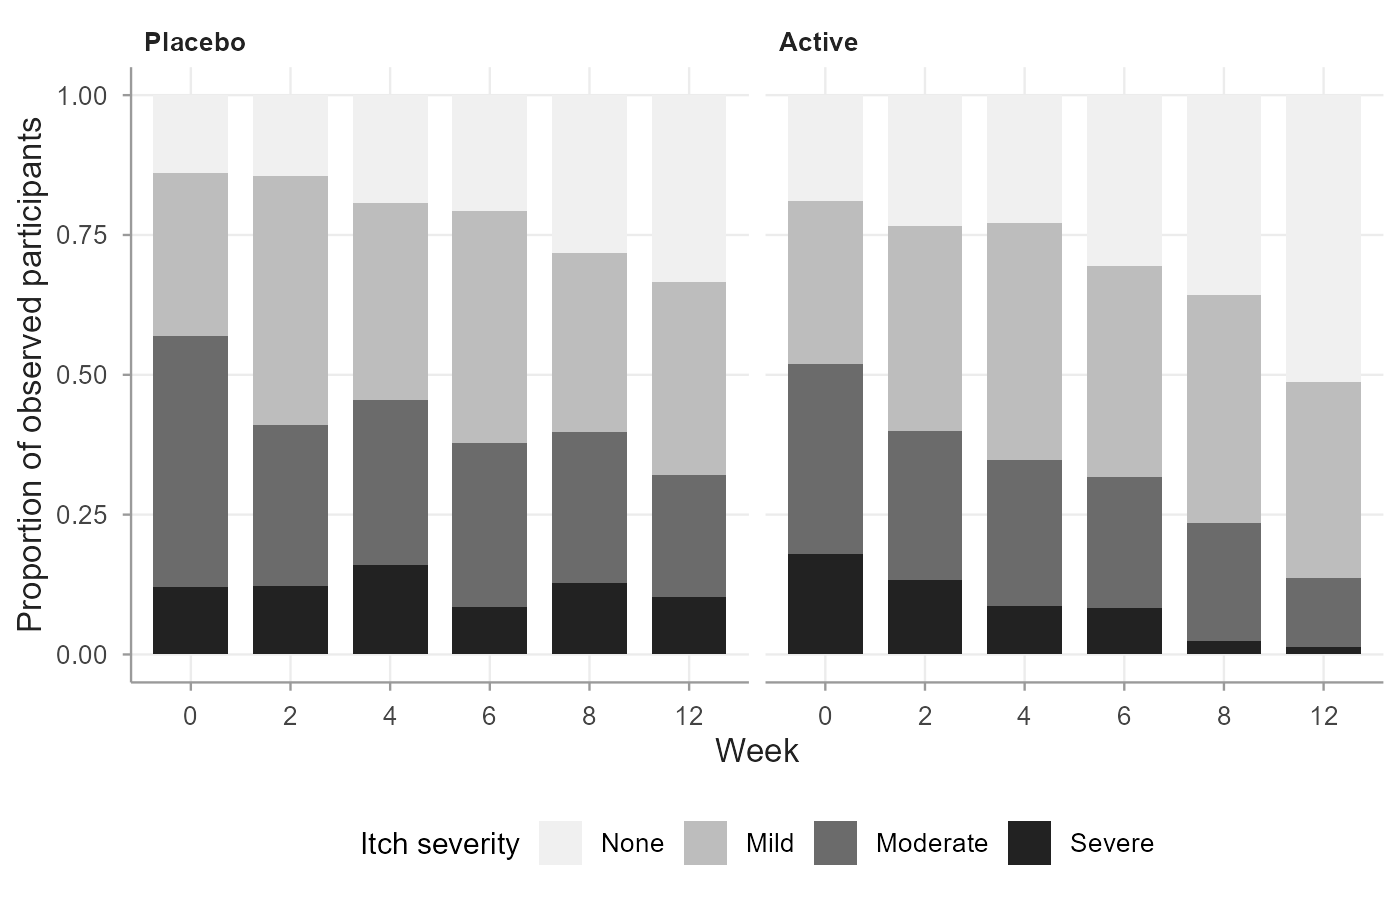 Placebo
Active
Proportion of observed participants
1.00
0.75
0.50
0.25
0.00
0 2 4 6 8 12
0 2 4 6 8 12
Week
Itch severity None Mild Moderate Severe